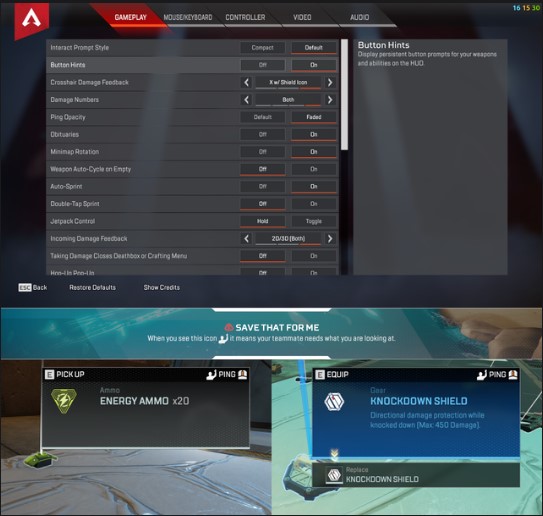 16 15 30
GAMEPLAY MOUSE/KEYBOARD CONTROLLER VIDEO AUDIO
Interact Prompt Style Compact Default
Button Hints Off On
Crosshair Damage Feedback X w/ Shield Icon
Damage Numbers Both
Ping Opacity Default Faded
Obituaries Off On
Minimap Rotation Off On
Weapon Auto-Cycle on Empty Off On
Auto-Sprint Off On
Double-Tap Sprint Off On
Jetpack Control Hold Toggle
Incoming Damage Feedback 2D/3D (Both)
Taking Damage Closes Deathbox or Crafting Menu Off On
Hop-Up Pop-Up Off On
Button Hints
Display persistent button prompts for your weapons
and abilities on the HUD.
ESC Back Restore Defaults Show Credits
SAVE THAT FOR ME
When you see this icon it means your teammate needs what you are looking at.
E PICK UP PING
Ammo
ENERGY AMMO x20
E EQUIP PING
Gear
KNOCKDOWN SHIELD
Directional damage protection while
knocked down (Max: 450 Damage).
Replace
KNOCKDOWN SHIELD